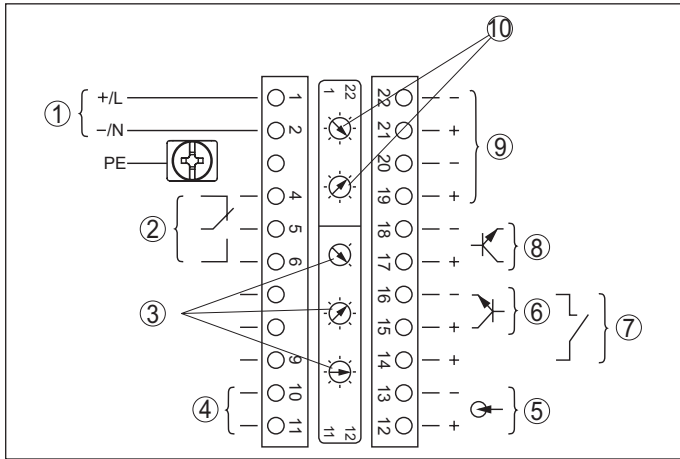 ⑩
① +/L 1 1 22 22 −
−/N 2 21 + ⑨
PE 20 −
4 19 +
② 5 18 − ⑧
6 17 +
16 − ⑥
③ 15 + ⑦
9 14 +
④ 10 13 − ⑤
11 11 12 12 +